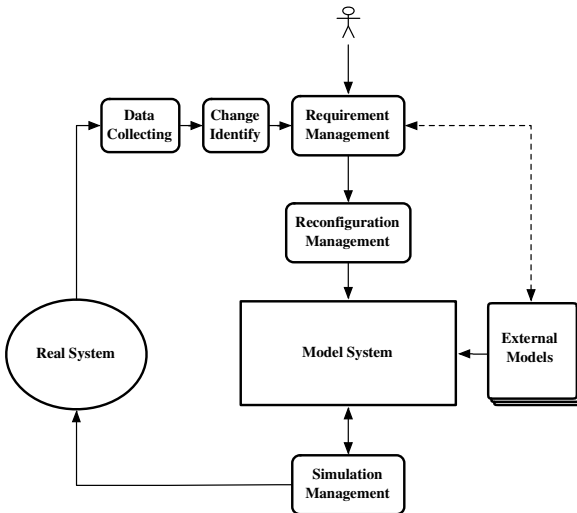 Data
Collecting
Change
Identify
Requirement
Management
Reconfiguration
Management
Real System
Model System
External
Models
Simulation
Management